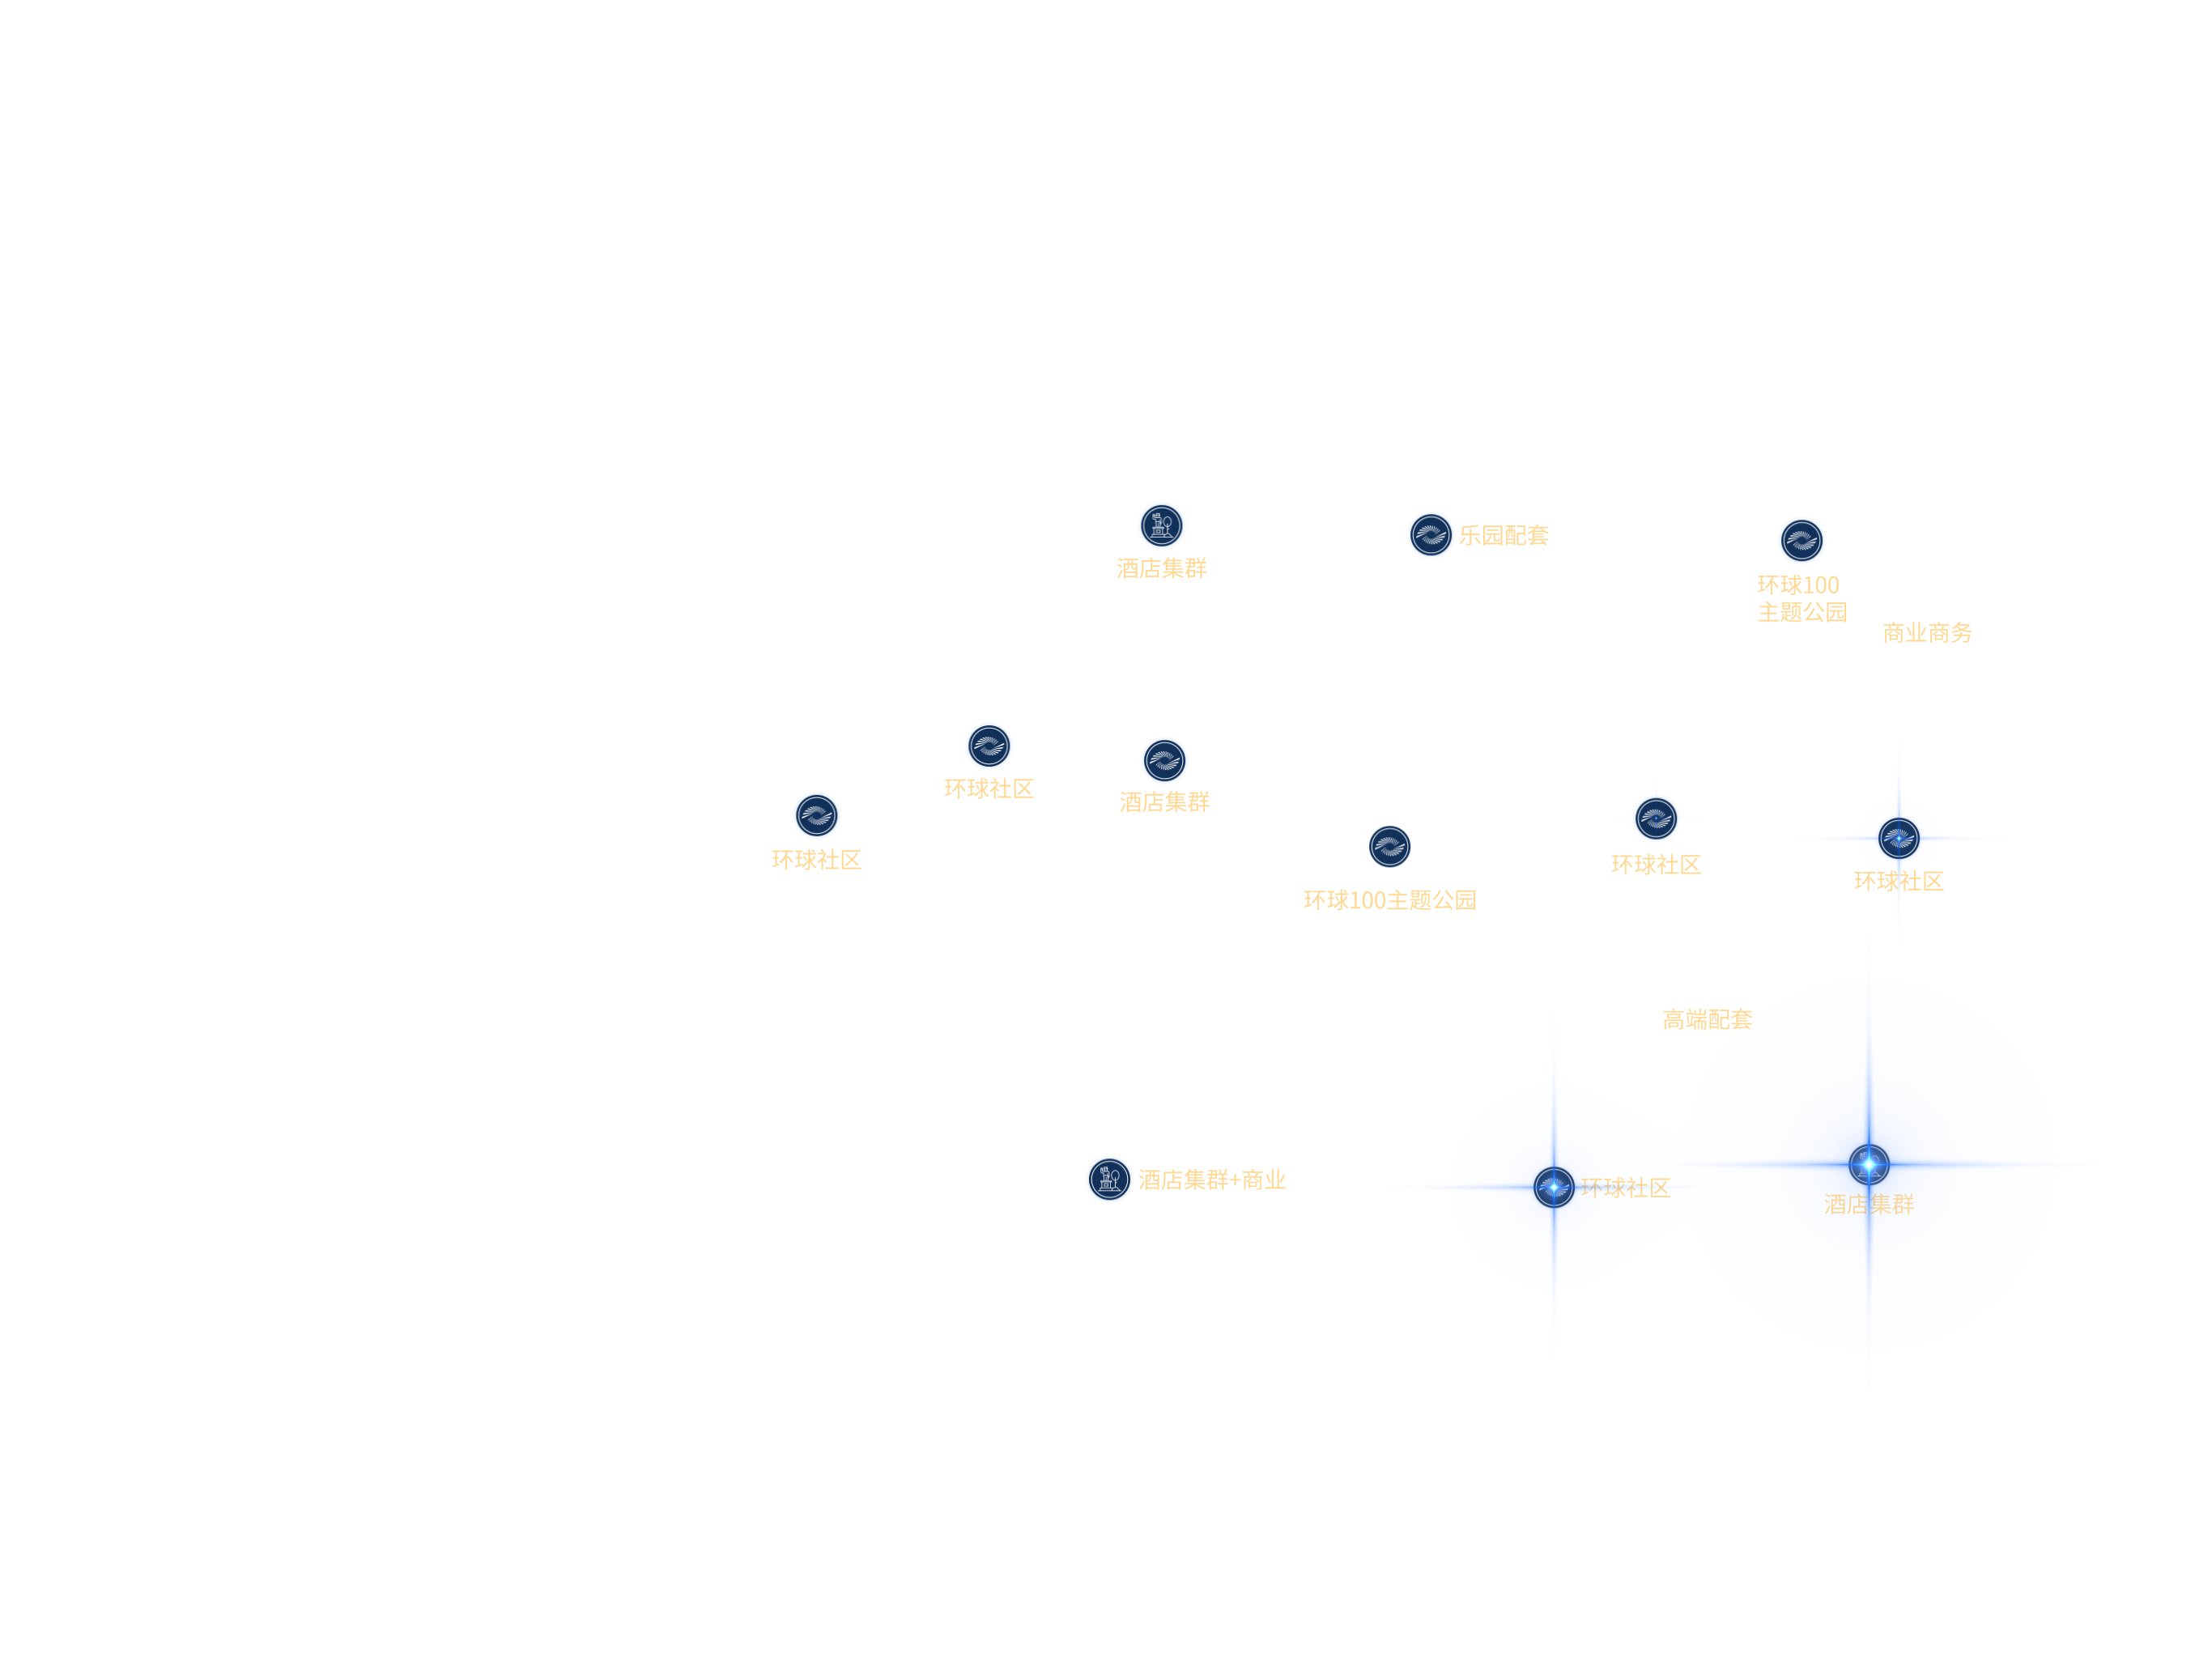 乐园配套
酒店集群
环球100
主题公园
商业商务
环球社区
酒店集群
环球社区
环球社区
环球社区
环球100主题公园
高端配套
酒店集群+商业
环球社区
酒店集群